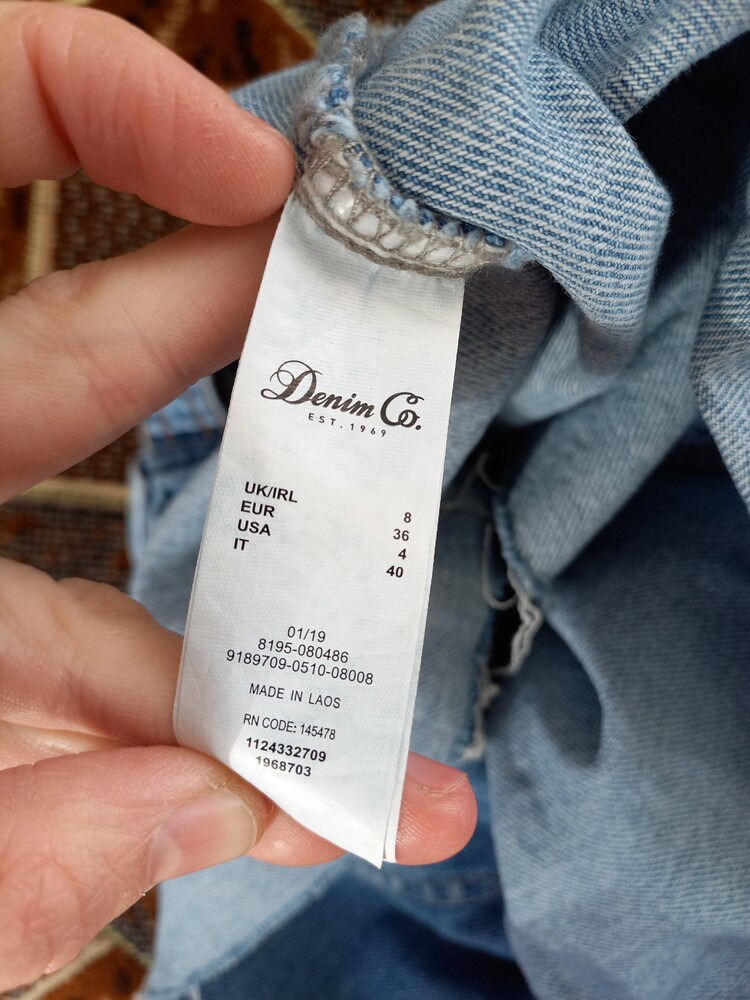 Denim Co.
EST. 1969
UK/IRL 8
EUR 36
USA 4
IT 40
01/19
8195-080486
9189709-0510-08008
MADE IN LAOS
RN CODE: 145478
1124332709
1968703